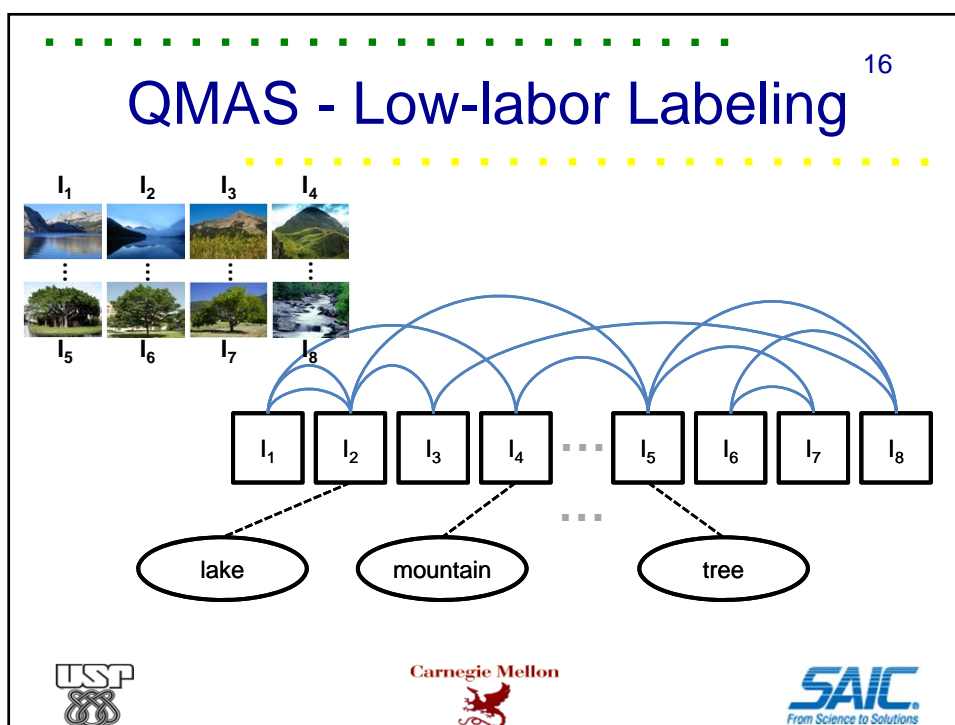 16
QMAS - Low-labor Labeling
I₁ I₂ I₃ I₄
I₅ I₆ I₇ I₈
I₁ I₂ I₃ I₄ ... I₅ I₆ I₇ I₈
...
lake mountain tree
USP Carnegie Mellon SAIC.
From Science to Solutions